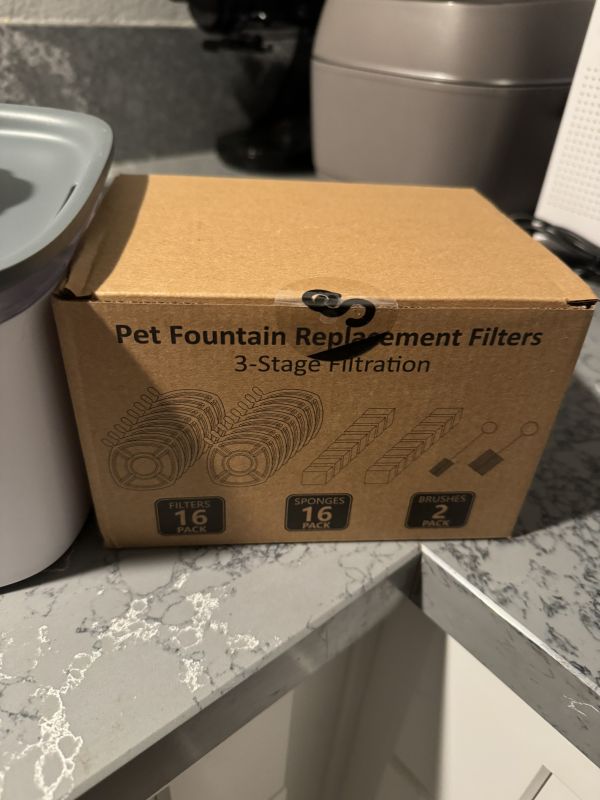 Pet Fountain Replacement Filters
3-Stage Filtration
FILTERS
16
PACK
SPONGES
16
PACK
BRUSHES
2
PACK